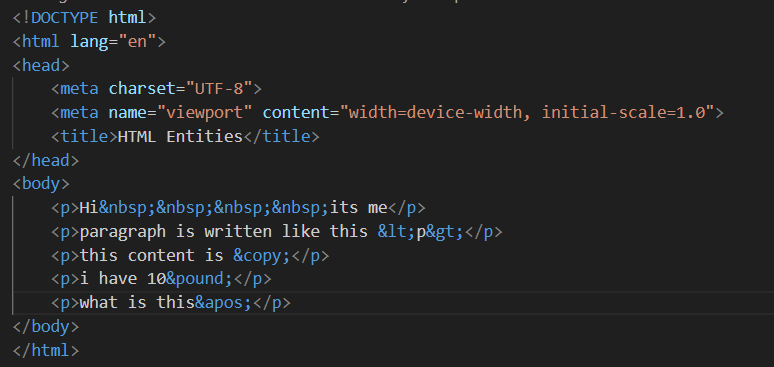 <!DOCTYPE html>
<html lang="en">
<head>
    <meta charset="UTF-8">
    <meta name="viewport" content="width=device-width, initial-scale=1.0">
    <title>HTML Entities</title>
</head>
<body>
    <p>Hi&nbsp;&nbsp;&nbsp;&nbsp;its me</p>
    <p>paragraph is written like this &lt;p&gt;</p>
    <p>this content is &copy;</p>
    <p>i have 10&pound;</p>
    <p>what is this&apos;</p>
</body>
</html>